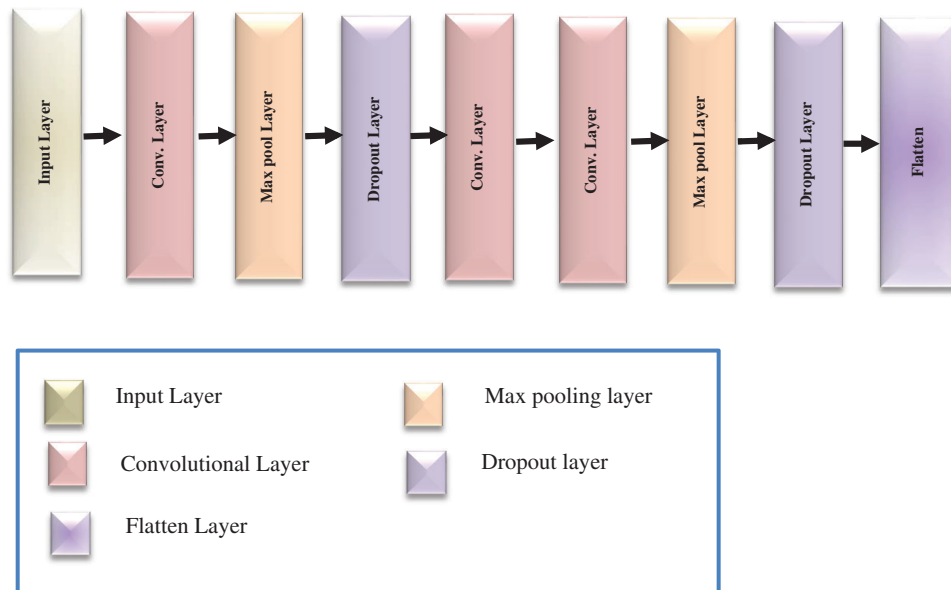 Input Layer
Conv. Layer
Max pool Layer
Dropout Layer
Conv. Layer
Conv. Layer
Max pool Layer
Dropout Layer
Flatten
Input Layer
Max pooling layer
Convolutional Layer
Dropout layer
Flatten Layer